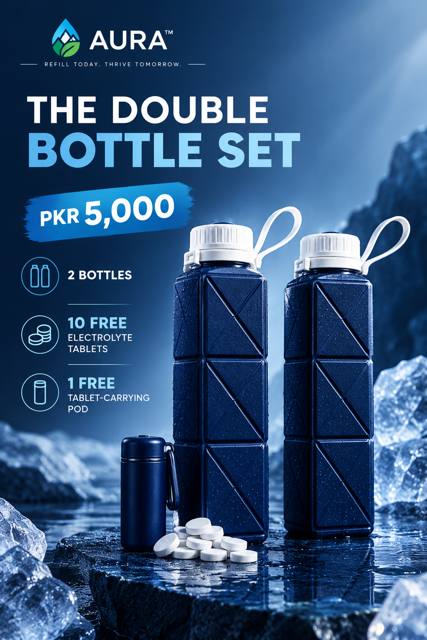 AURA™
REFILL TODAY. THRIVE TOMORROW.
THE DOUBLE
BOTTLE SET
PKR 5,000
2 BOTTLES
10 FREE
ELECTROLYTE
TABLETS
1 FREE
TABLET-CARRYING
POD